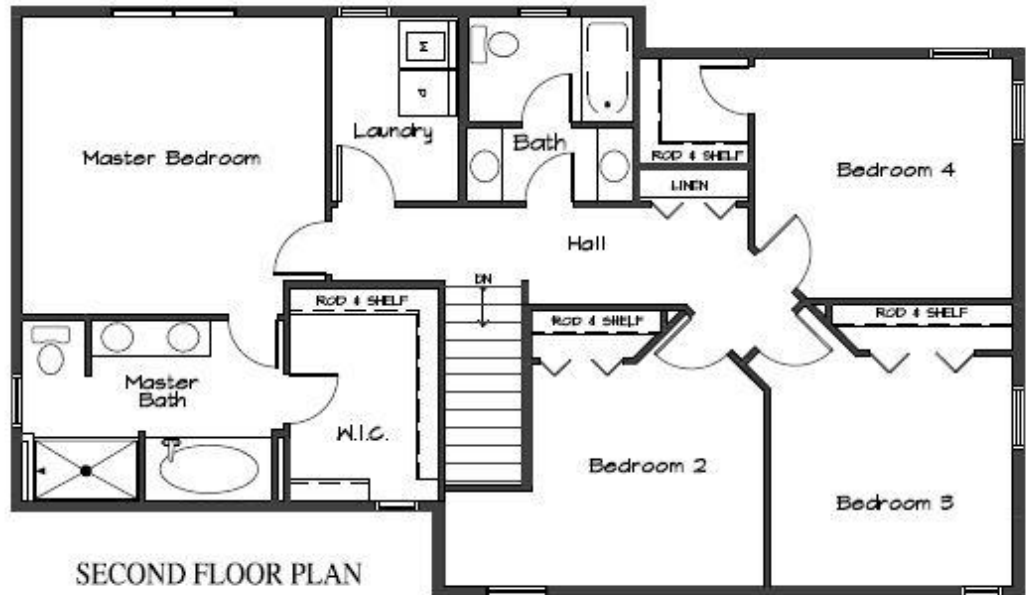 Master Bedroom
Laundry
W
D
Bath
ROD & SHELF
LINEN
Bedroom 4
Hall
DN
ROD & SHELF
ROD & SHELF
ROD & SHELF
Master
Bath
W.I.C.
Bedroom 2
Bedroom 3
SECOND FLOOR PLAN